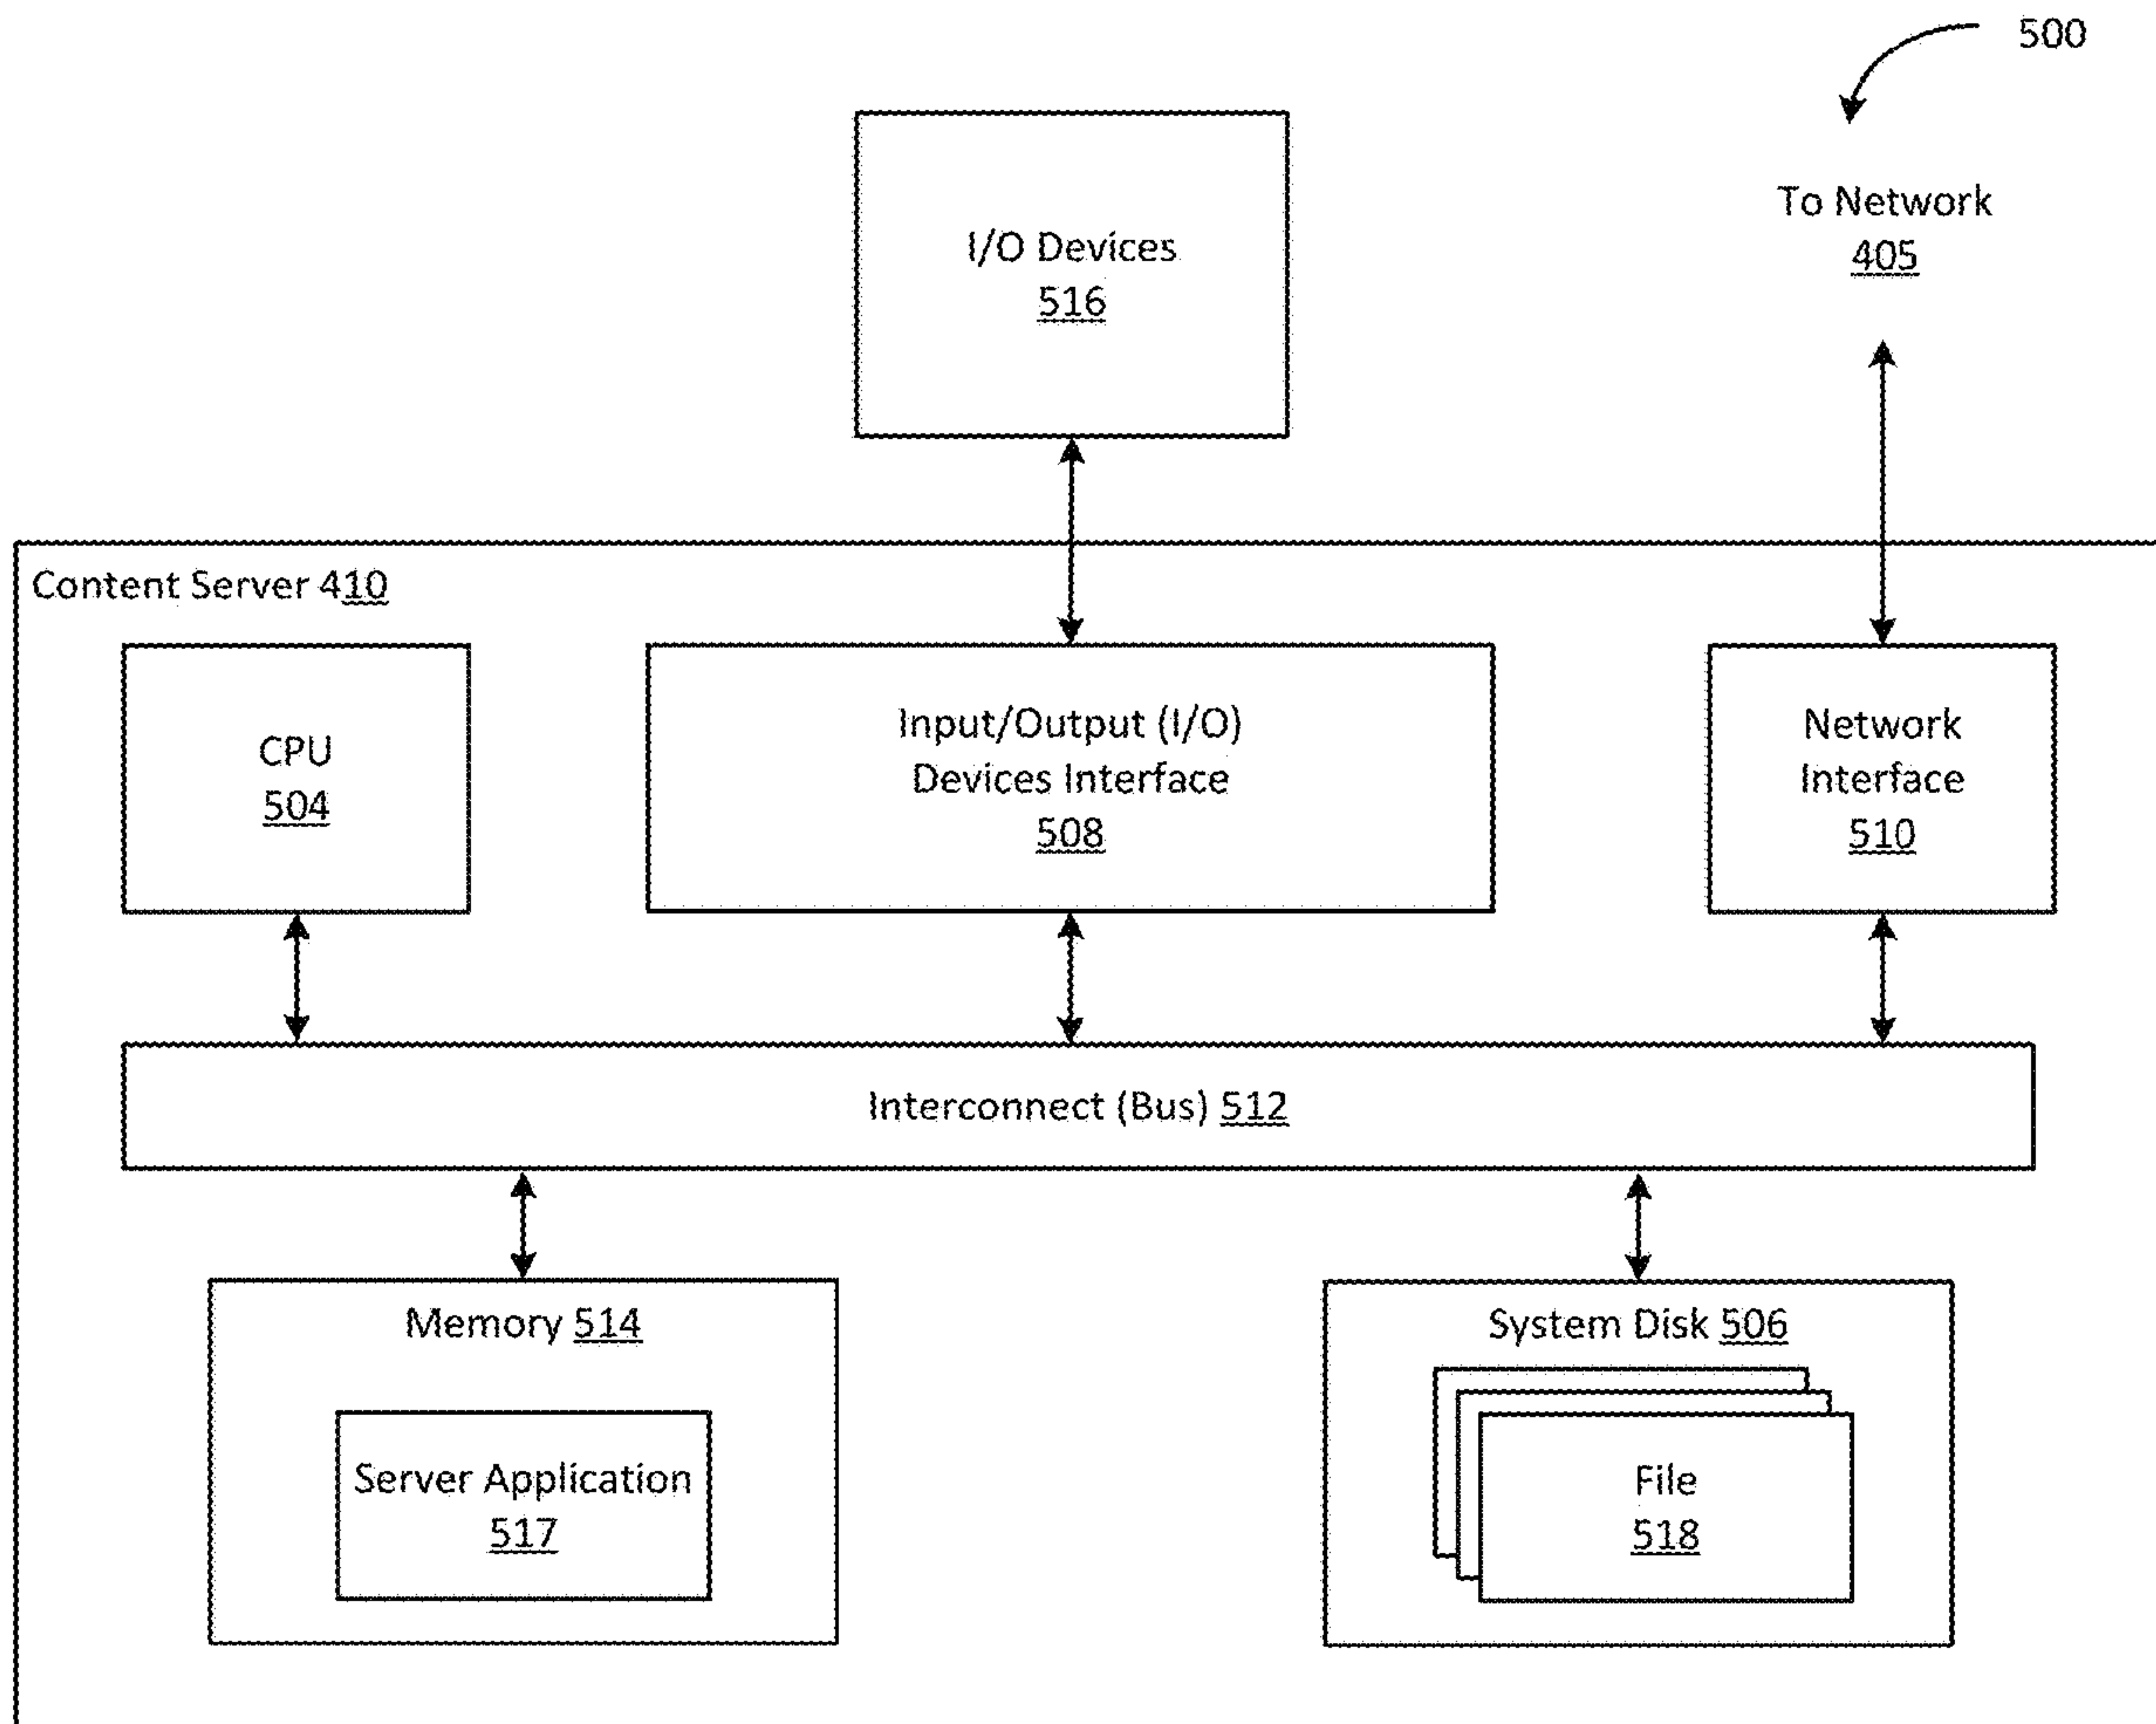 500
To Network
405
I/O Devices
516
Content Server 410
CPU
504
Input/Output (I/O)
Devices Interface
508
Network
Interface
510
Interconnect (Bus) 512
Memory 514
Server Application
517
System Disk 506
File
518